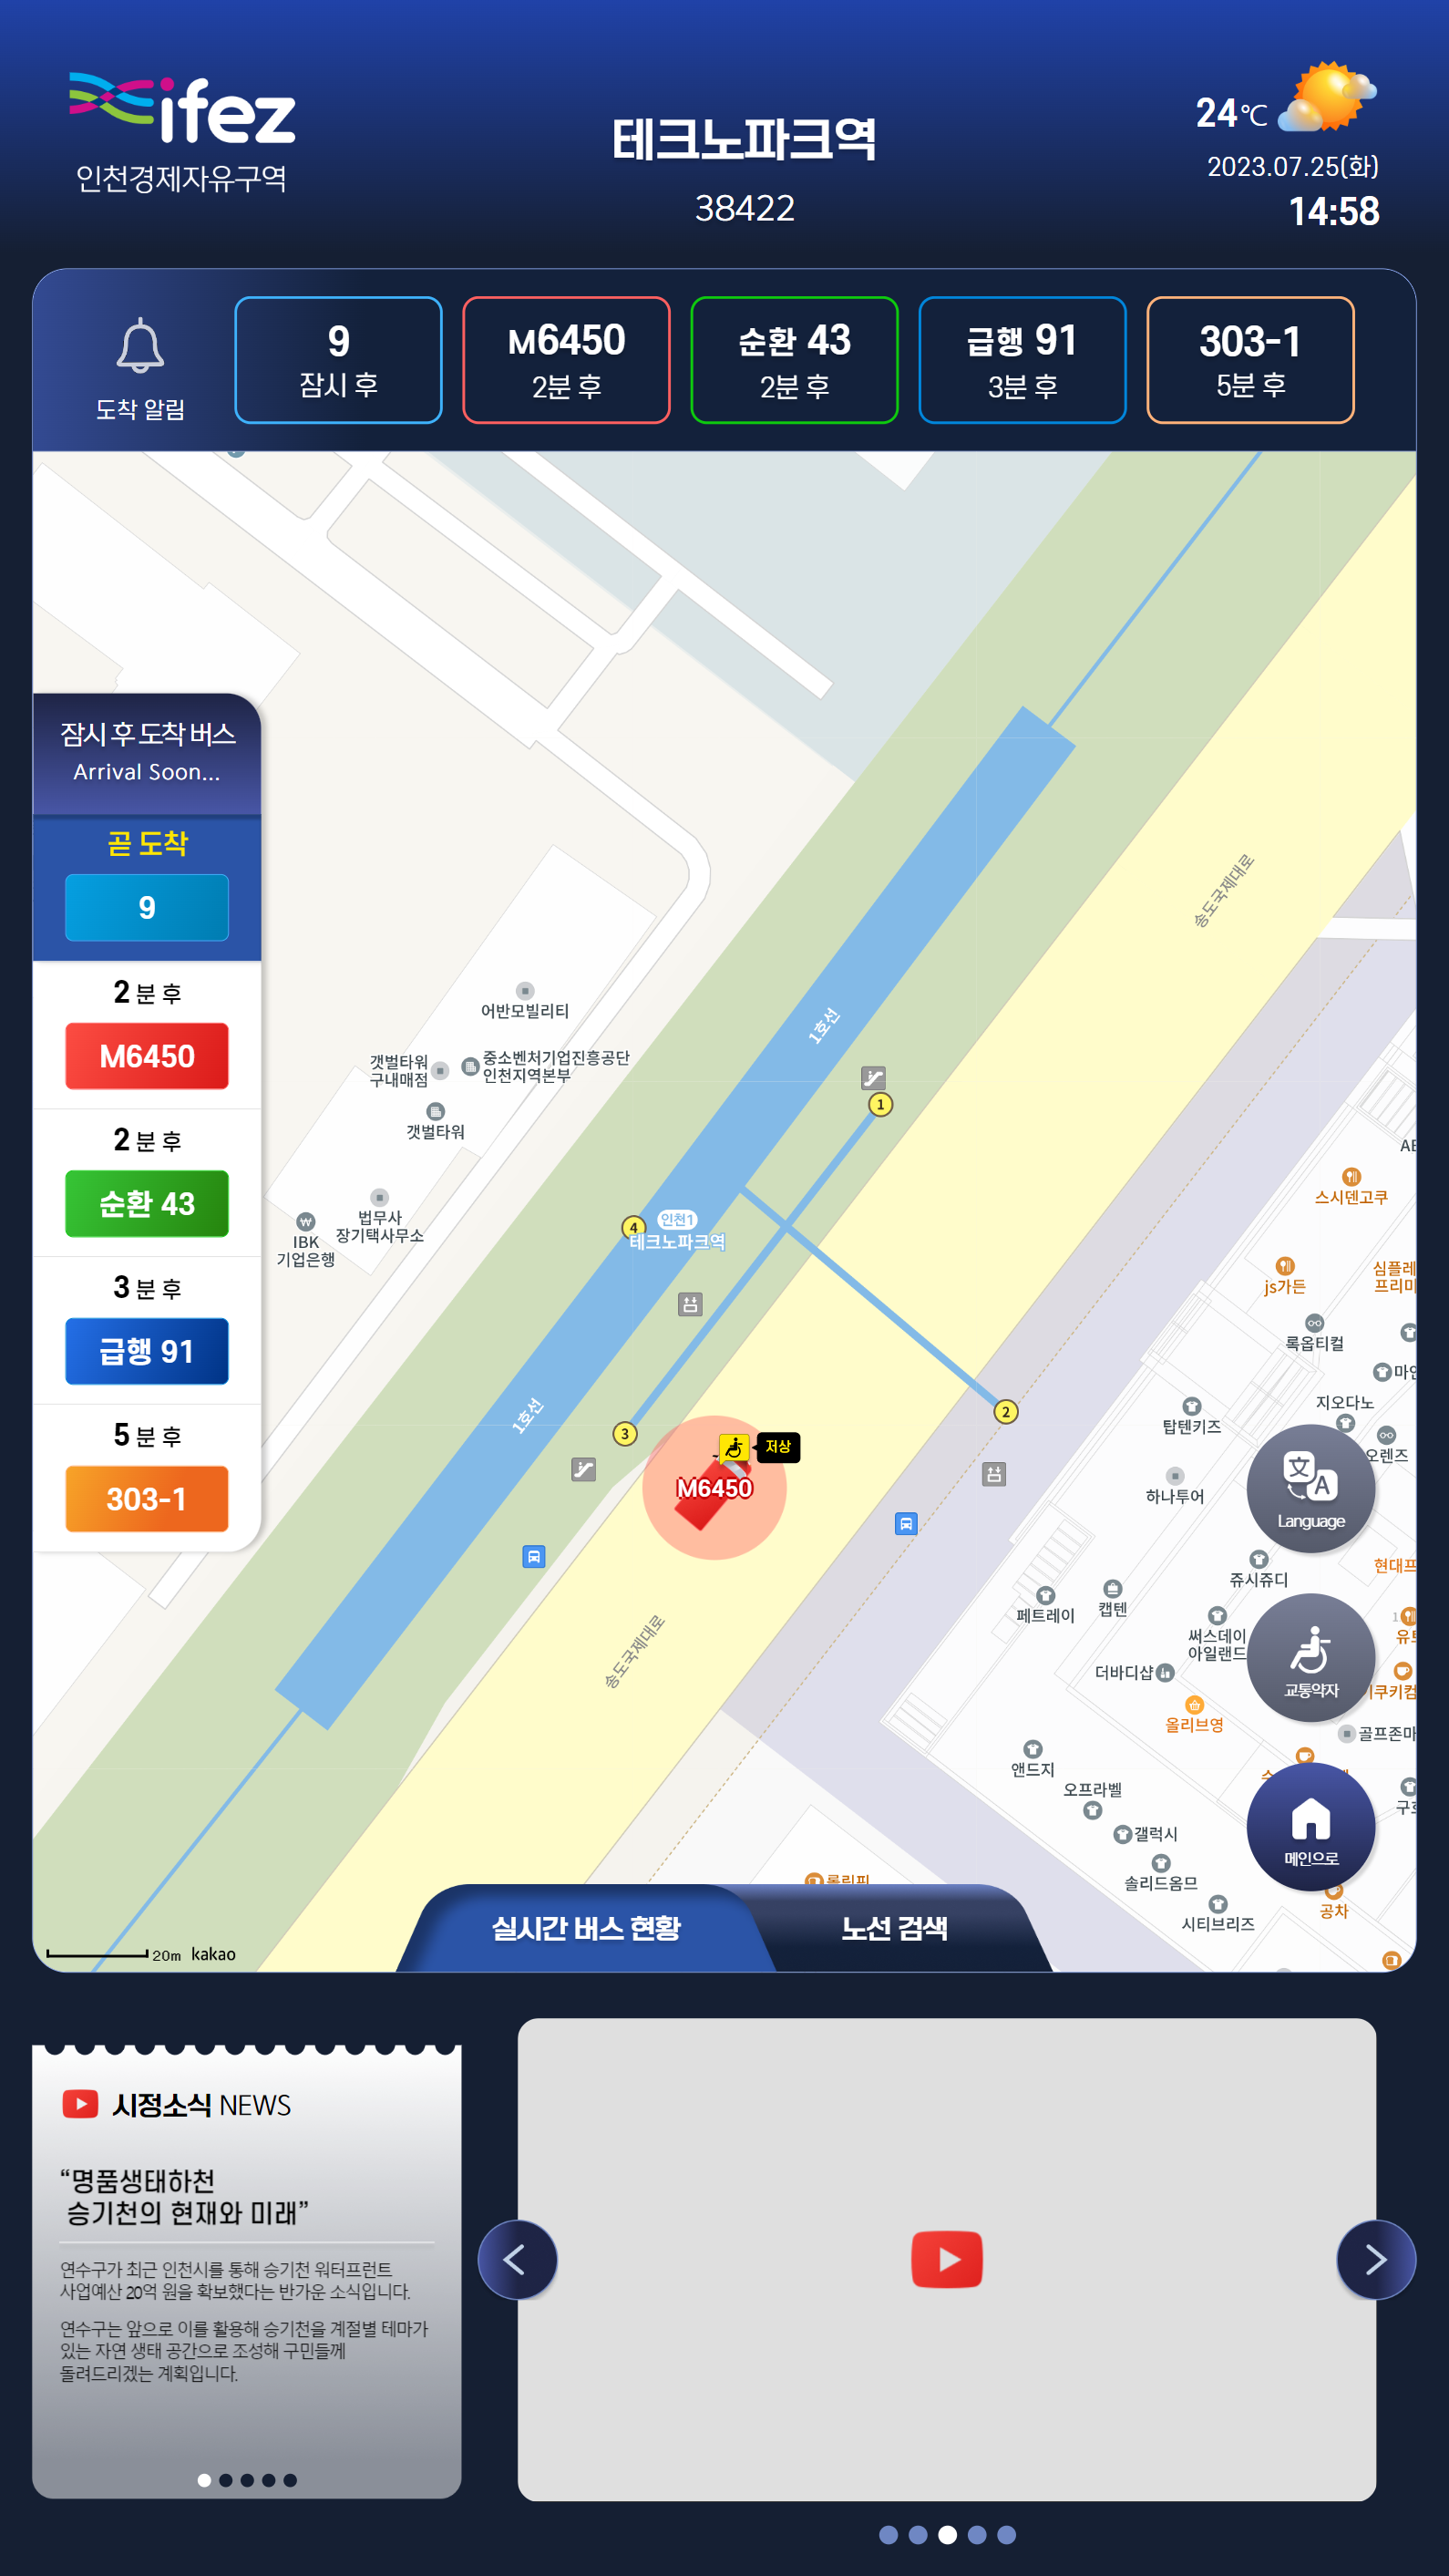 ifez
인천경제자유구역
테크노파크역
38422
24℃
2023.07.25(화)
14:58
도착 알림
9
잠시 후
M6450
2분 후
순환 43
2분 후
급행 91
3분 후
303-1
5분 후
잠시 후 도착 버스
Arrival Soon...
곧 도착
9
2 분 후
M6450
2 분 후
순환 43
3 분 후
급행 91
5 분 후
303-1
송도국제대로
1호선
어반모빌리티
갯벌타워
구내매점
중소벤처기업진흥공단
인천지역본부
갯벌타워
법무사
장기택사무소
IBK
기업은행
1
4
인천1
테크노파크역
1호선
3
2
저상
M6450
송도국제대로
스시덴고쿠
js가든
심플레
프리미
록옵티컬
마인
지오다노
탑텐키즈
오렌즈
하나투어
Language
쥬시쥬디
현대프
페트레이
캡텐
써스데이
아일랜드
더바디샵
교통약자
올리브영
쿠키컴
골프존마
앤드지
오프라벨
갤럭시
솔리드옴므
시티브리즈
메인으로
공차
롤링핀
실시간 버스 현황
노선 검색
20m kakao
시정소식 NEWS
“명품생태하천
승기천의 현재와 미래”
연수구가 최근 인천시를 통해 승기천 워터프런트
사업예산 20억 원을 확보했다는 반가운 소식입니다.
연수구는 앞으로 이를 활용해 승기천을 계절별 테마가
있는 자연 생태 공간으로 조성해 구민들께
돌려드리겠는 계획입니다.